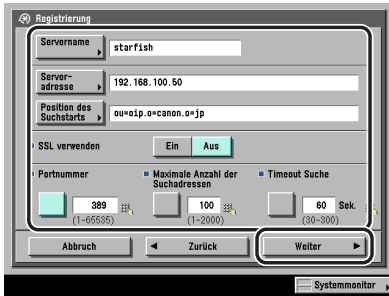 Registrierung
Servername
starfish
Server-
adresse
192.168.100.50
Position des
Suchstarts
ou=oip.o=canon.o=jp
SSL verwenden
Ein
Aus
Portnummer
Maximale Anzahl der
Suchadressen
Timeout Suche
389
100
60 Sek.
(1-65535)
(1-2000)
(30-300)
Abbruch
Zurück
Weiter
Systemmonitor